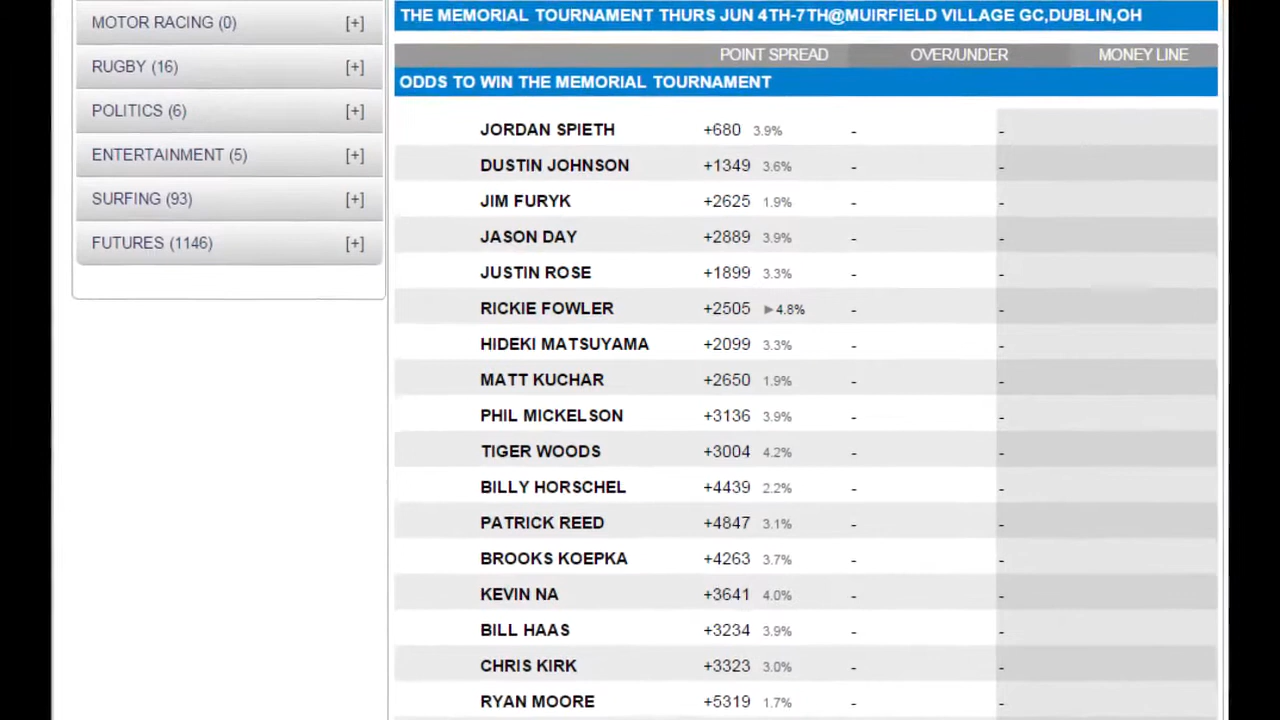 MOTOR RACING (0) [+]
RUGBY (16) [+]
POLITICS (6) [+]
ENTERTAINMENT (5) [+]
SURFING (93) [+]
FUTURES (1146) [+]
THE MEMORIAL TOURNAMENT THURS JUN 4TH-7TH@MUIRFIELD VILLAGE GC,DUBLIN,OH
POINT SPREAD OVER/UNDER MONEY LINE
ODDS TO WIN THE MEMORIAL TOURNAMENT
JORDAN SPIETH +680 3.9% - -
DUSTIN JOHNSON +1349 3.6% - -
JIM FURYK +2625 1.9% - -
JASON DAY +2889 3.9% - -
JUSTIN ROSE +1899 3.3% - -
RICKIE FOWLER +2505 ►4.8% - -
HIDEKI MATSUYAMA +2099 3.3% - -
MATT KUCHAR +2650 1.9% - -
PHIL MICKELSON +3136 3.9% - -
TIGER WOODS +3004 4.2% - -
BILLY HORSCHEL +4439 2.2% - -
PATRICK REED +4847 3.1% - -
BROOKS KOEPKA +4263 3.7% - -
KEVIN NA +3641 4.0% - -
BILL HAAS +3234 3.9% - -
CHRIS KIRK +3323 3.0% - -
RYAN MOORE +5319 1.7% - -